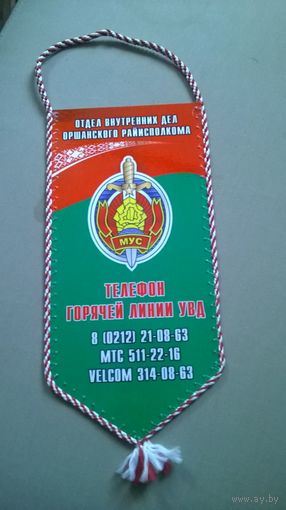 ОТДЕЛ ВНУТРЕННИХ ДЕЛ
ОРШАНСКОГО РАЙИСПОЛКОМА
МУС
ТЕЛЕФОН
ГОРЯЧЕЙ ЛИНИИ УВД
8 (0212) 21-08-63
МТС 511-22-16
VELCOM 314-08-63
www.ay.by